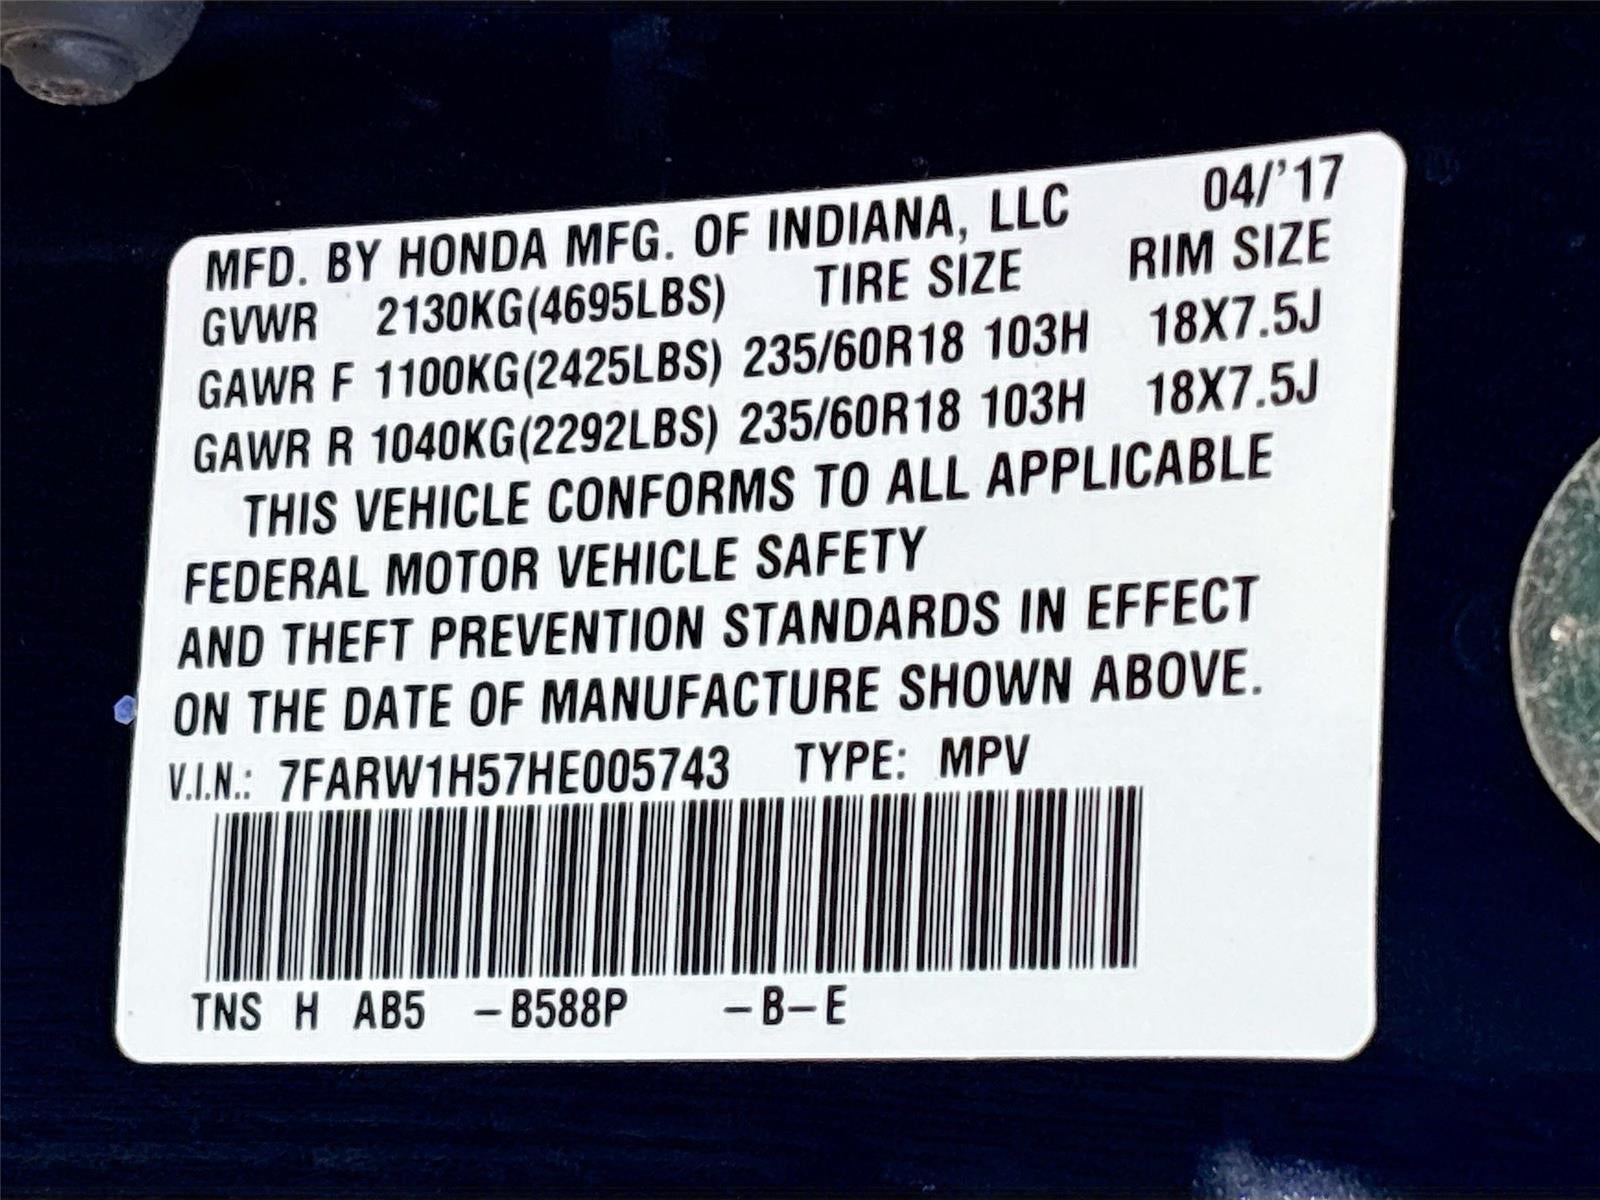 MFD. BY HONDA MFG. OF INDIANA, LLC 04/'17
GVWR 2130KG(4695LBS) TIRE SIZE RIM SIZE
GAWR F 1100KG(2425LBS) 235/60R18 103H 18X7.5J
GAWR R 1040KG(2292LBS) 235/60R18 103H 18X7.5J
THIS VEHICLE CONFORMS TO ALL APPLICABLE
FEDERAL MOTOR VEHICLE SAFETY
AND THEFT PREVENTION STANDARDS IN EFFECT
ON THE DATE OF MANUFACTURE SHOWN ABOVE.
V.I.N.: 7FARW1H57HE005743 TYPE: MPV
TNS H AB5 -B588P -B-E